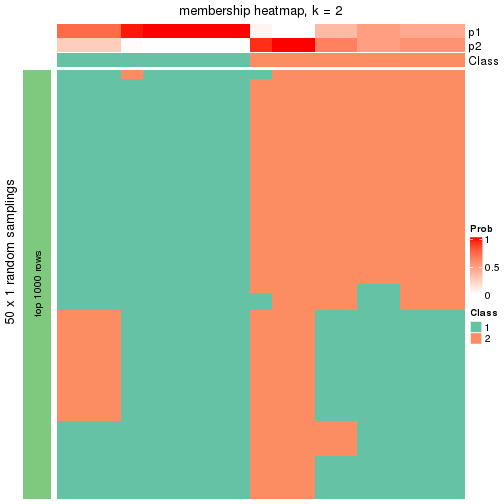 membership heatmap, k = 2
p1
p2
Class
50 x 1 random samplings
top 1000 rows
Prob
1
0.5
0
Class
1
2